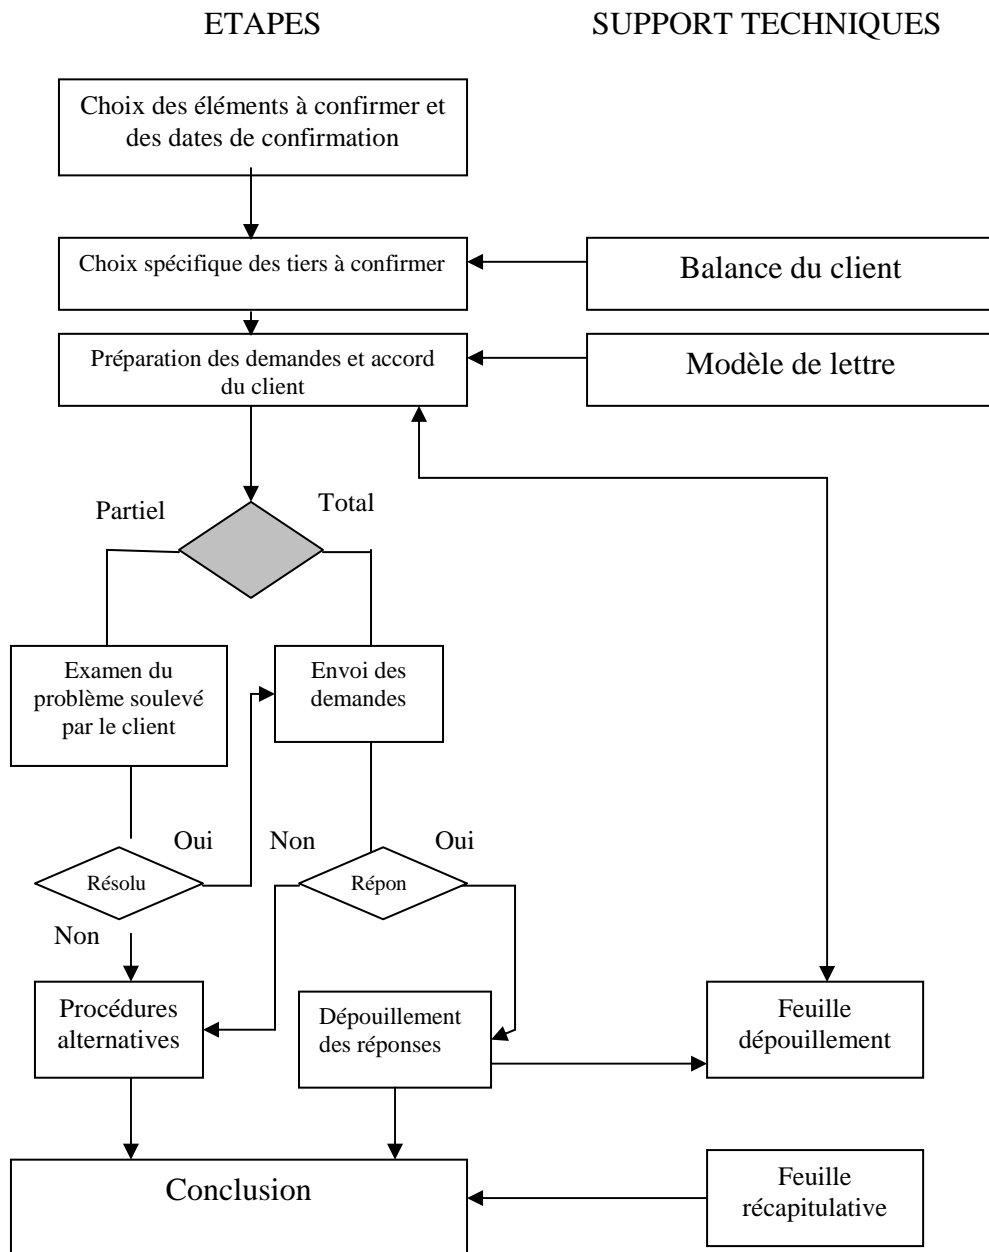 ETAPES
SUPPORT TECHNIQUES
Choix des éléments à confirmer et
des dates de confirmation
Choix spécifique des tiers à confirmer
Balance du client
Préparation des demandes et accord
du client
Modèle de lettre
Partiel
Total
Examen du
problème soulevé
par le client
Envoi des
demandes
Oui
Non
Oui
Résolu
Répon
Non
Procédures
alternatives
Dépouillement
des réponses
Feuille
dépouillement
Conclusion
Feuille
récapitulative